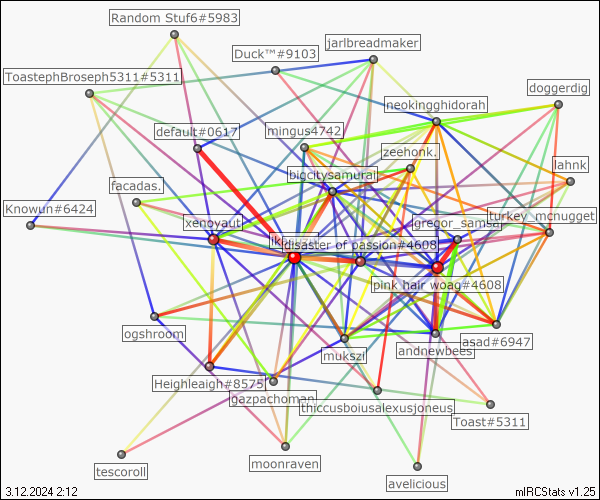 Random Stuf6#5983
jarlbreadmaker
Duck™#9103
ToastephBroseph5311#5311
doggerdig
neokingghidorah
default#0617
mingus4742
zeehonk.
lahnk
bigcitysamurai
facadas.
Knowun#6424
xenoyaut
gregor_samsa
turkey_mcnugget
disaster of passion#4608
pink hair woag#4608
ogshroom
asad#6947
andnewbees
mukszi
Heighleaigh#8575
gazpachoman
thiccusboiusalexusjoneus
Toast#5311
tescoroll
moonraven
avelicious
3.12.2024 2:12
mIRCStats v1.25